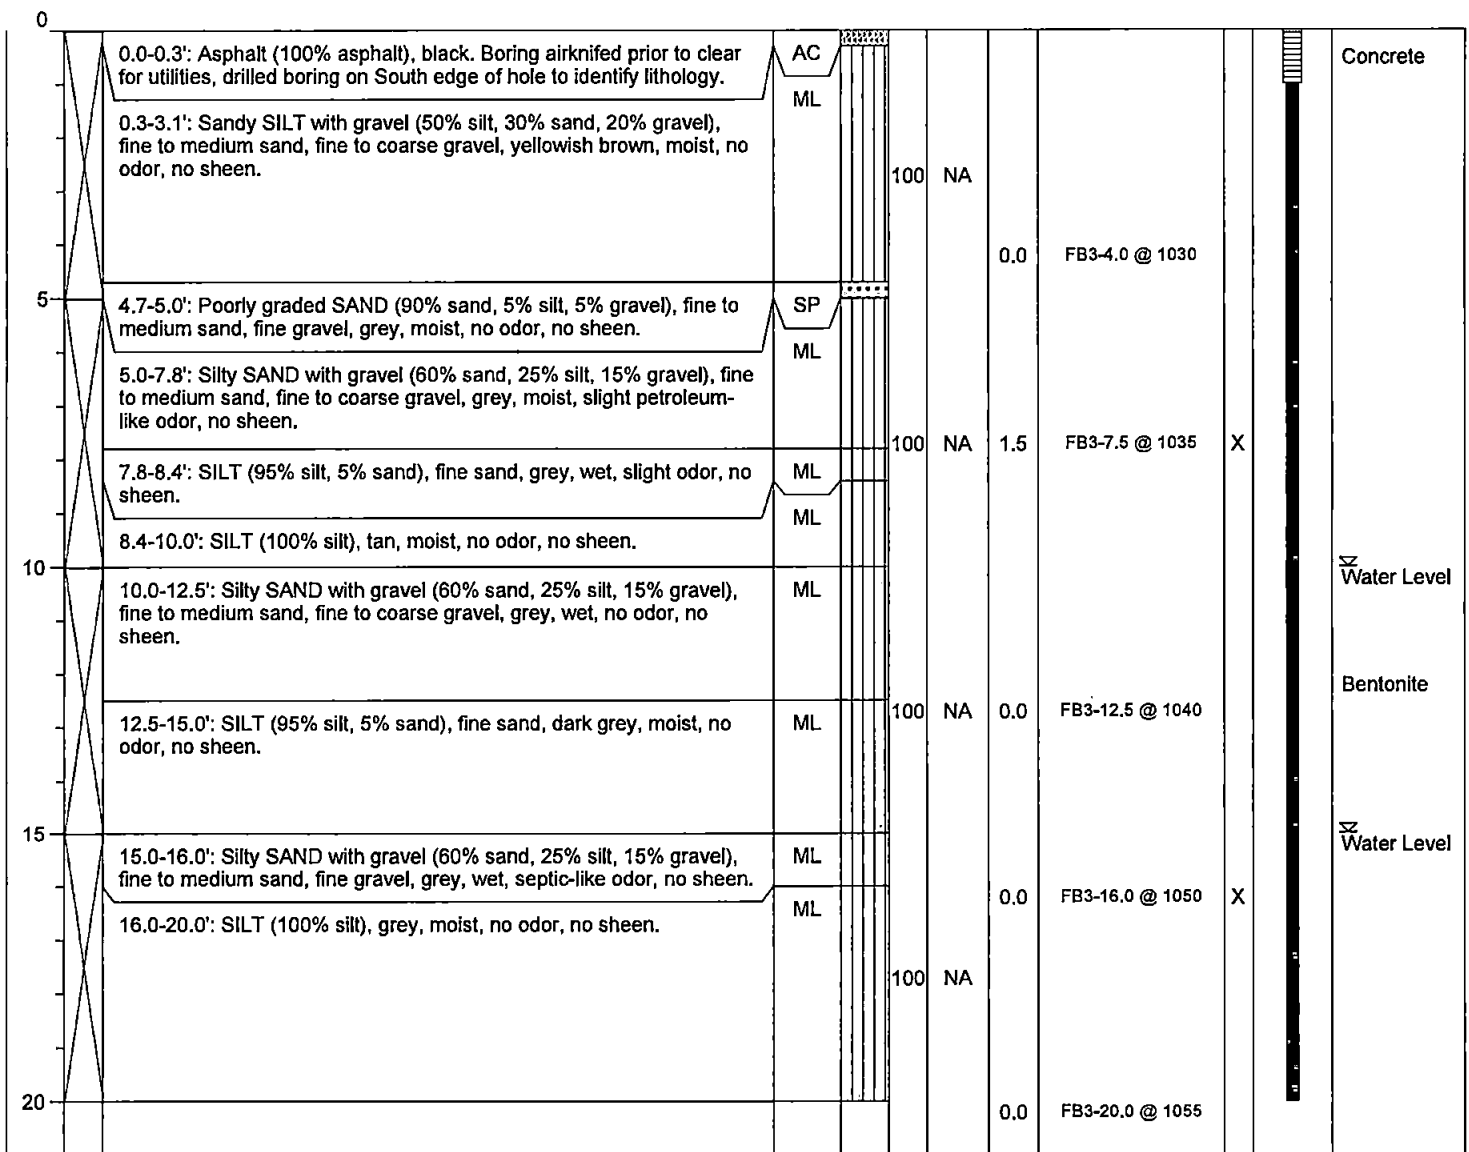 0
0.0-0.3': Asphalt (100% asphalt), black. Boring airknifed prior to clear
for utilities, drilled boring on South edge of hole to identify lithology.
AC
Concrete
ML
0.3-3.1': Sandy SILT with gravel (50% silt, 30% sand, 20% gravel),
fine to medium sand, fine to coarse gravel, yellowish brown, moist, no
odor, no sheen.
100 NA
0.0 FB3-4.0 @ 1030
5
4.7-5.0': Poorly graded SAND (90% sand, 5% silt, 5% gravel), fine to
medium sand, fine gravel, grey, moist, no odor, no sheen.
SP
ML
5.0-7.8': Silty SAND with gravel (60% sand, 25% silt, 15% gravel), fine
to medium sand, fine to coarse gravel, grey, moist, slight petroleum-
like odor, no sheen.
100 NA 1.5 FB3-7.5 @ 1035 X
7.8-8.4': SILT (95% silt, 5% sand), fine sand, grey, wet, slight odor, no
sheen.
ML
ML
8.4-10.0': SILT (100% silt), tan, moist, no odor, no sheen.
10
Water Level
10.0-12.5': Silty SAND with gravel (60% sand, 25% silt, 15% gravel),
fine to medium sand, fine to coarse gravel, grey, wet, no odor, no
sheen.
ML
Bentonite
100 NA 0.0 FB3-12.5 @ 1040
12.5-15.0': SILT (95% silt, 5% sand), fine sand, dark grey, moist, no
odor, no sheen.
ML
15
Water Level
15.0-16.0': Silty SAND with gravel (60% sand, 25% silt, 15% gravel),
fine to medium sand, fine gravel, grey, wet, septic-like odor, no sheen.
ML
0.0 FB3-16.0 @ 1050 X
ML
16.0-20.0': SILT (100% silt), grey, moist, no odor, no sheen.
100 NA
20
0.0 FB3-20.0 @ 1055